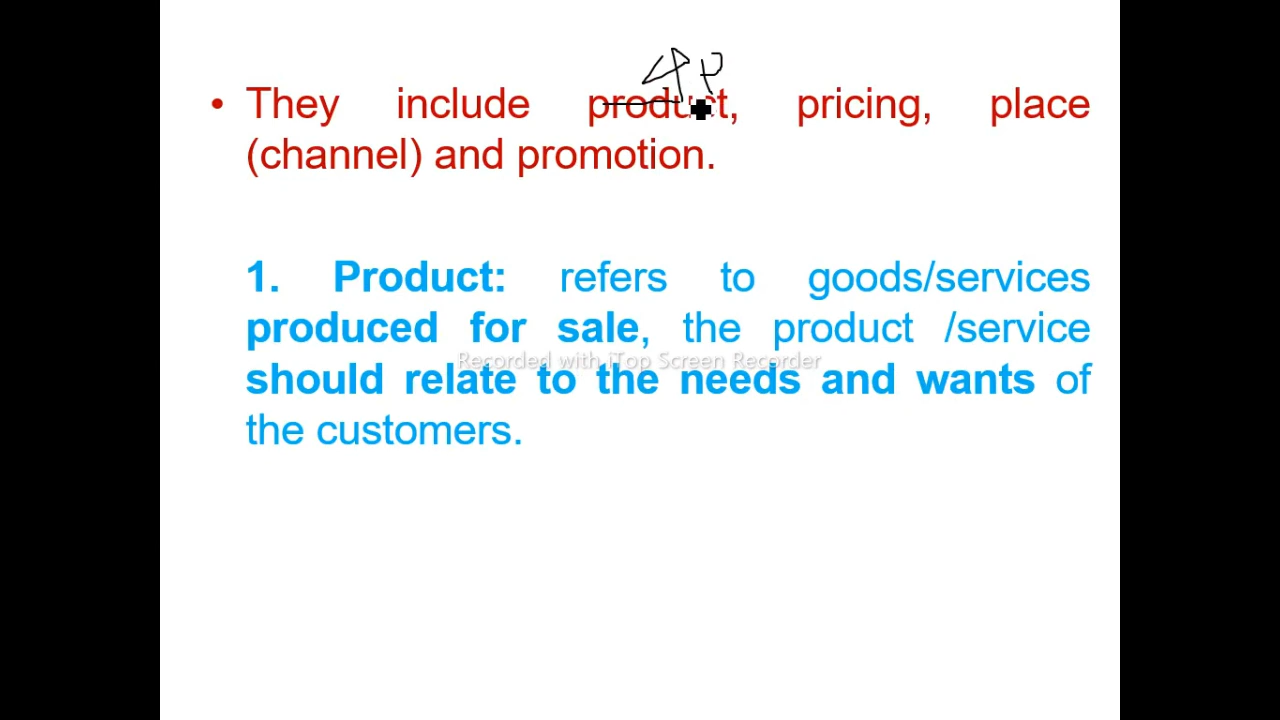 4P
• They include product, pricing, place
(channel) and promotion.
1. Product: refers to goods/services
produced for sale, the product /service
Recorded with iTop Screen Recorder
should relate to the needs and wants of
the customers.